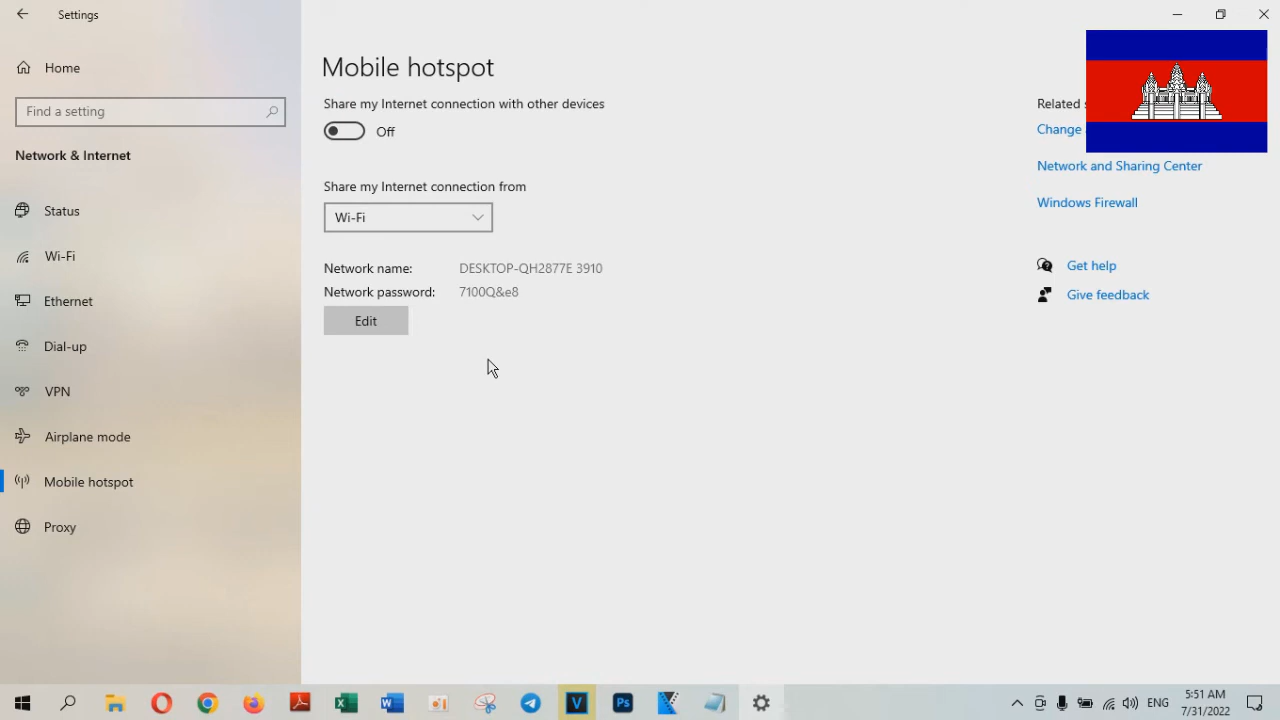 Settings
Home
Find a setting
Network & Internet
Status
Wi-Fi
Ethernet
Dial-up
VPN
Airplane mode
Mobile hotspot
Proxy
Mobile hotspot
Share my Internet connection with other devices
Off
Share my Internet connection from
Wi-Fi
Network name: DESKTOP-QH2877E 3910
Network password: 7100Q&e8
Edit
Related
Change
Network and Sharing Center
Windows Firewall
Get help
Give feedback
ENG
5:51 AM
7/31/2022